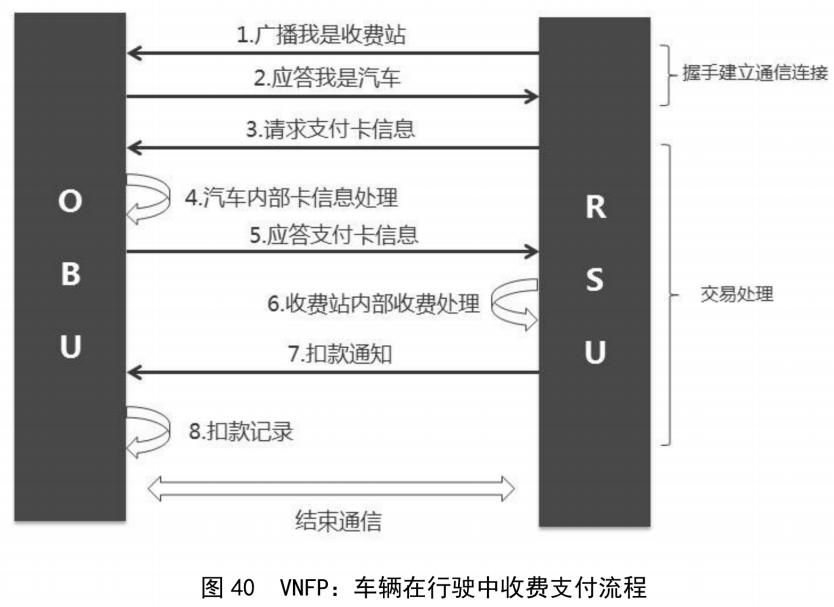 1.广播我是收费站
2.应答我是汽车
握手建立通信连接
3.请求支付卡信息
4.汽车内部卡信息处理
5.应答支付卡信息
6.收费站内部收费处理
交易处理
7.扣款通知
8.扣款记录
OBU
RSU
结束通信
图 40 VNFP：车辆在行驶中收费支付流程